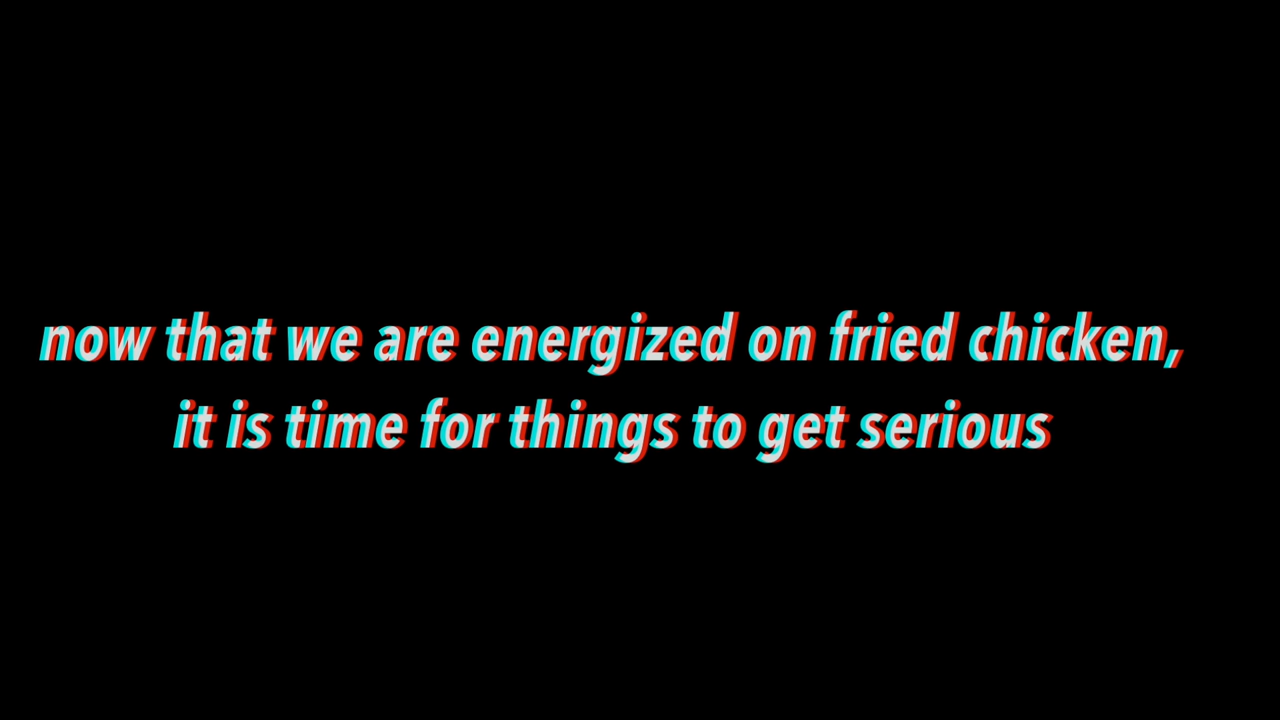 now that we are energized on fried chicken,
it is time for things to get serious